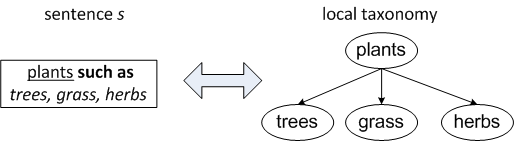 sentence s
local taxonomy
plants such as
trees, grass, herbs
plants
trees
grass
herbs